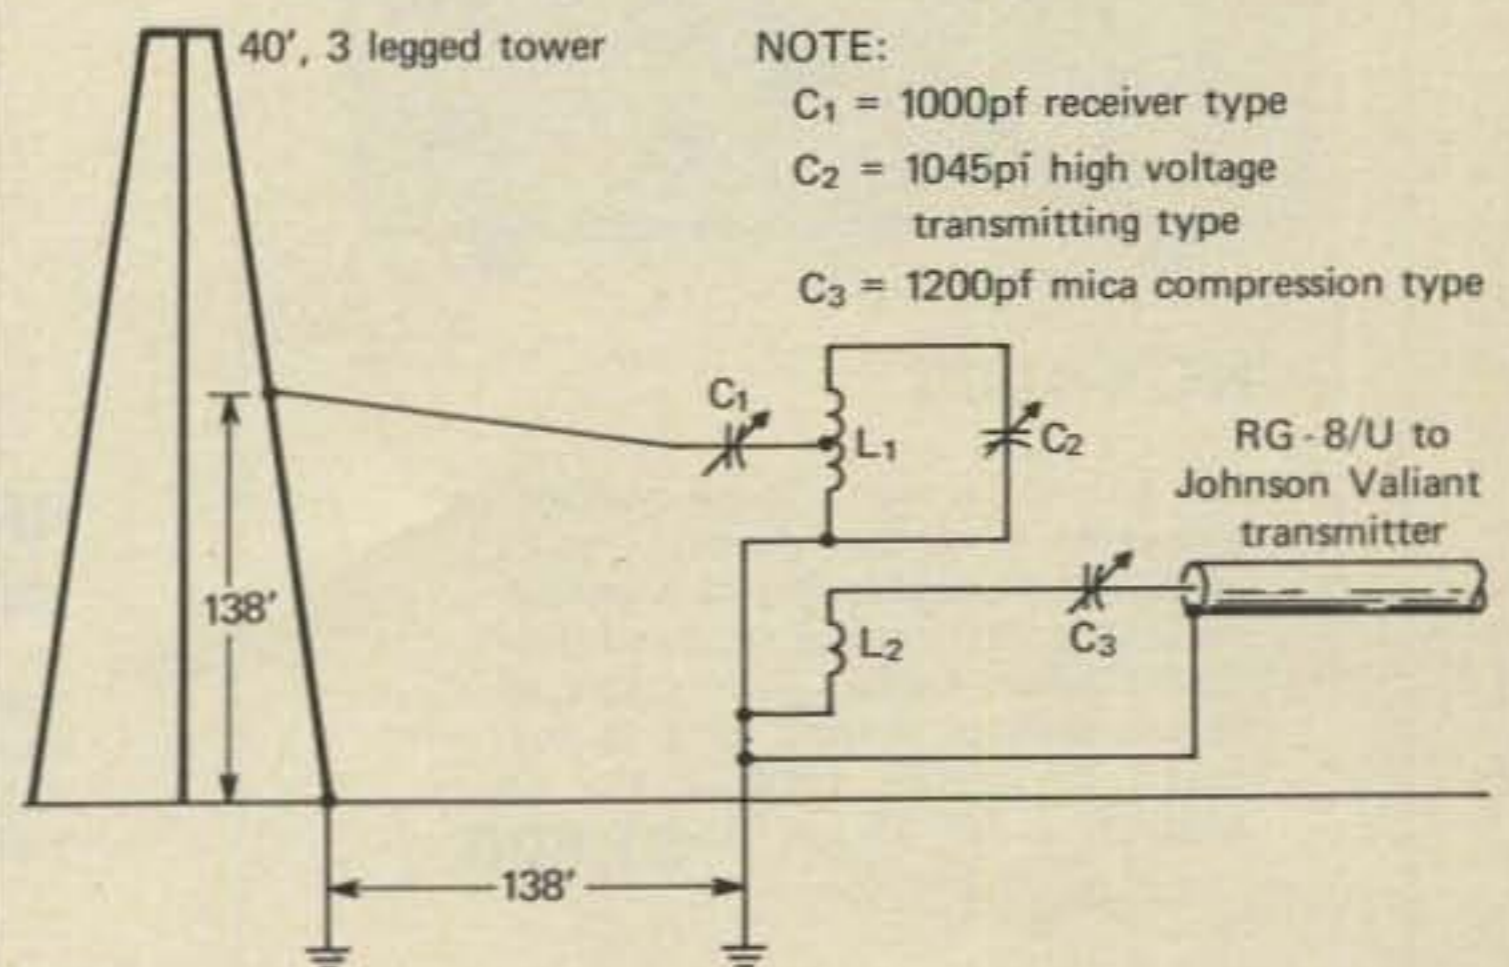 40', 3 legged tower
NOTE:
C₁ = 1000pf receiver type
C₂ = 1045pi high voltage
transmitting type
C₃ = 1200pf mica compression type
C₁
L₁
C₂
RG-8/U to
Johnson Valiant
transmitter
138'
L₂
C₃
138'